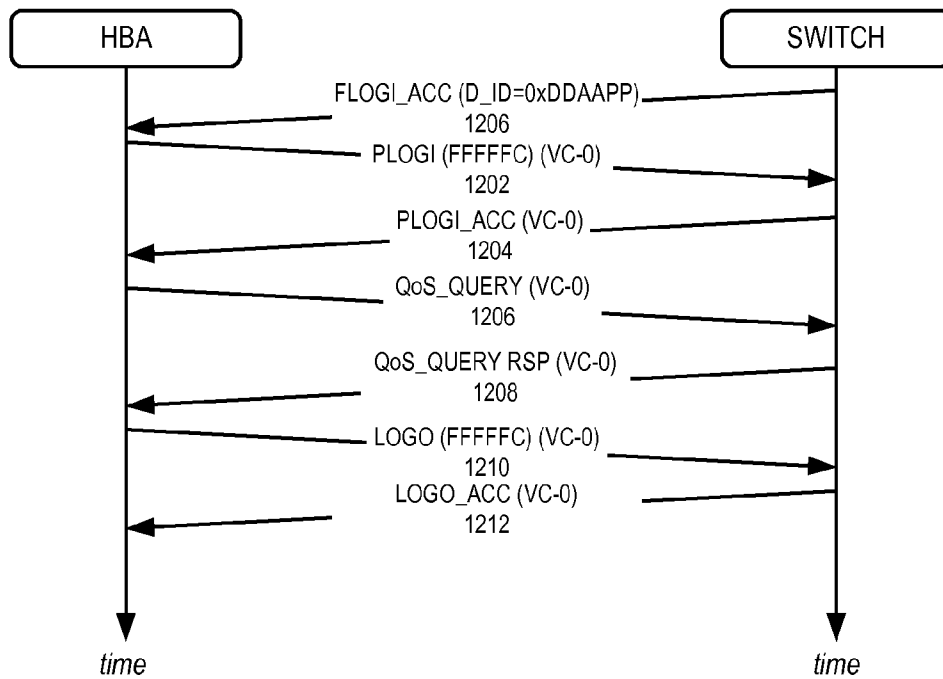 HBA
SWITCH
FLOGI_ACC (D_ID=0xDDAAPP)
1206
PLOGI (FFFFFC) (VC-0)
1202
PLOGI_ACC (VC-0)
1204
QoS_QUERY (VC-0)
1206
QoS_QUERY RSP (VC-0)
1208
LOGO (FFFFFC) (VC-0)
1210
LOGO_ACC (VC-0)
1212
time
time